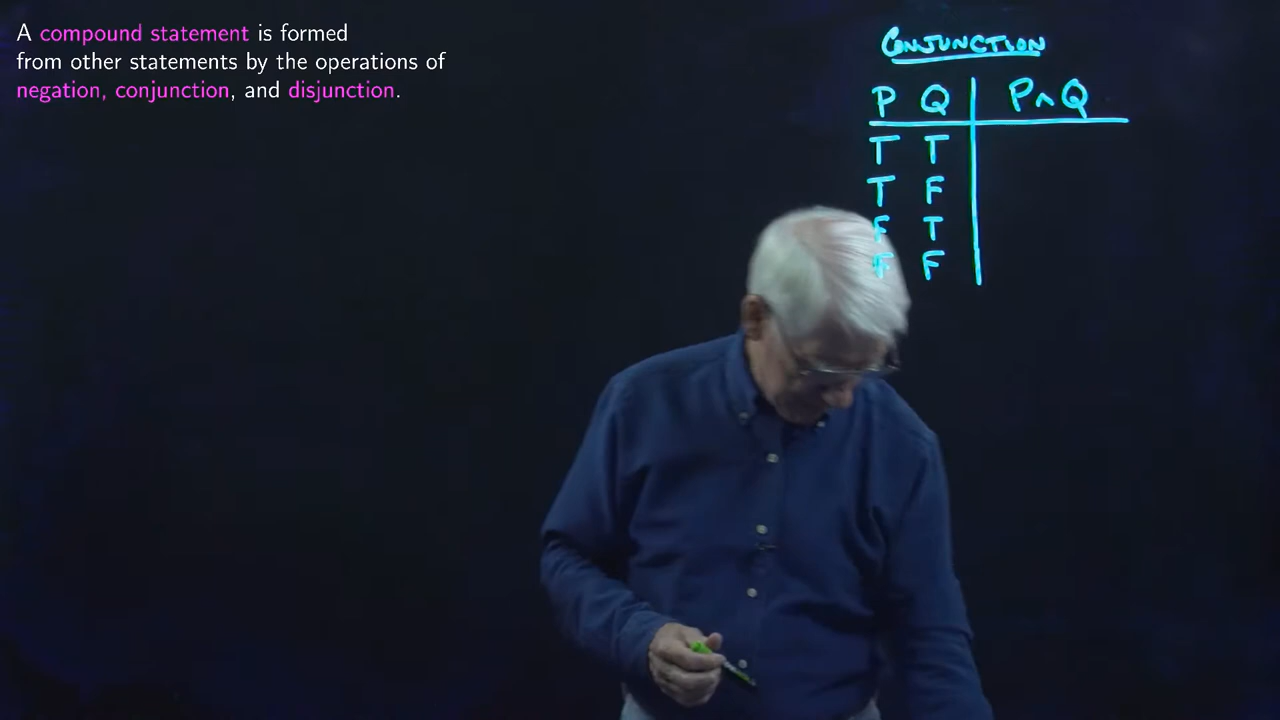 A compound statement is formed
from other statements by the operations of
negation, conjunction, and disjunction.
CONJUNCTION
P Q P∧Q
T T
T F
F T
F F